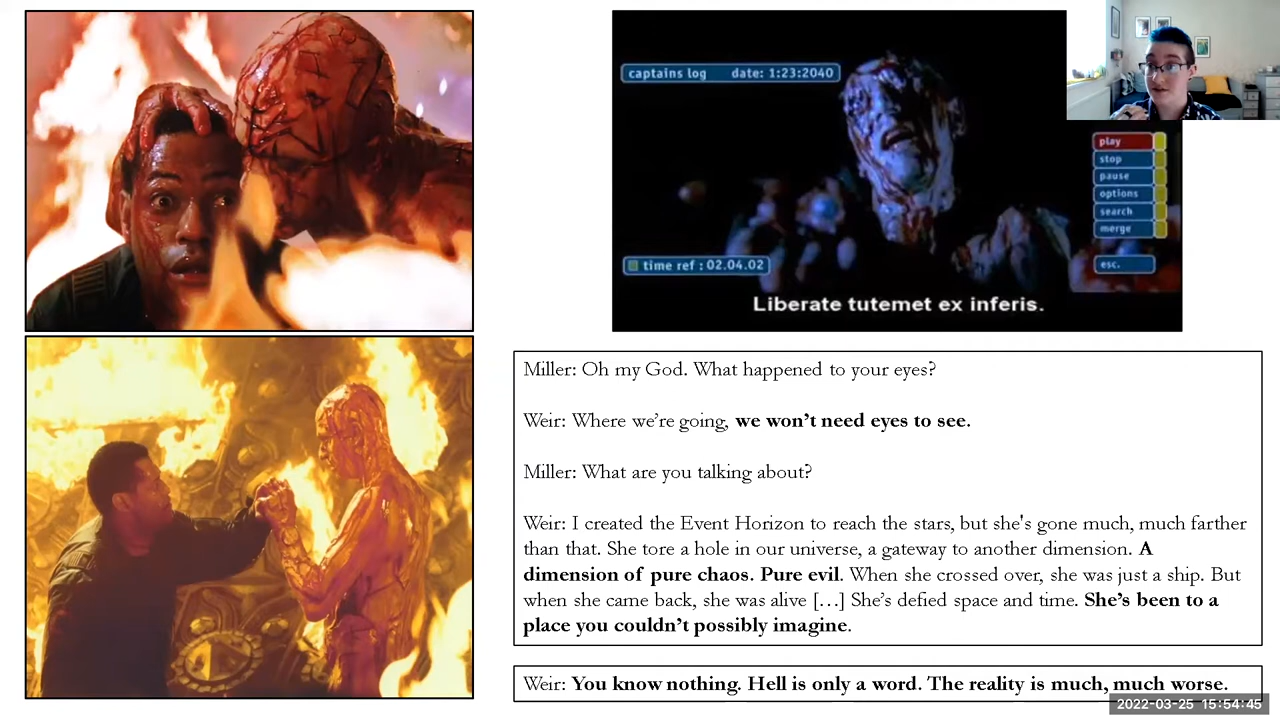 captains log date: 1:23:2040
play
stop
pause
options
search
merge
esc.
time ref : 02.04.02
Liberate tutemet ex inferis.
Miller: Oh my God. What happened to your eyes?
Weir: Where we’re going, we won’t need eyes to see.
Miller: What are you talking about?
Weir: I created the Event Horizon to reach the stars, but she's gone much, much farther
than that. She tore a hole in our universe, a gateway to another dimension. A
dimension of pure chaos. Pure evil. When she crossed over, she was just a ship. But
when she came back, she was alive […] She’s defied space and time. She’s been to a
place you couldn’t possibly imagine.
Weir: You know nothing. Hell is only a word. The reality is much, much worse.
2022-03-25 15:54:45